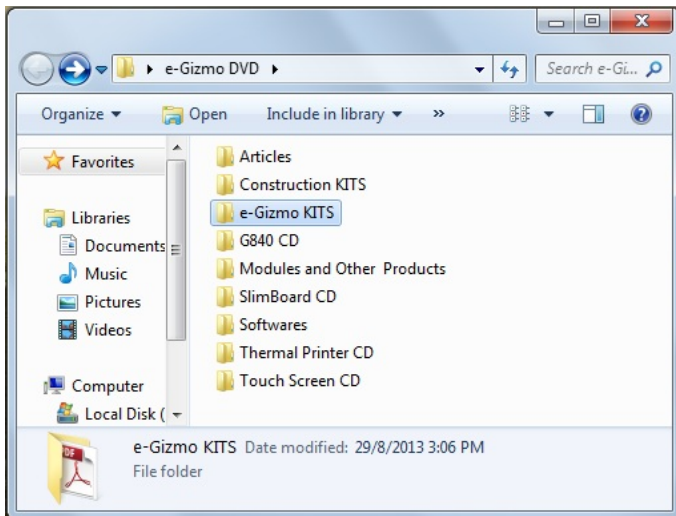 e-Gizmo DVD
Search e-Gi...
Organize Open Include in library »
Favorites
Libraries
Documents
Music
Pictures
Videos
Computer
Local Disk (
Articles
Construction KITS
e-Gizmo KITS
G840 CD
Modules and Other Products
SlimBoard CD
Softwares
Thermal Printer CD
Touch Screen CD
e-Gizmo KITS Date modified: 29/8/2013 3:06 PM
File folder
PDF